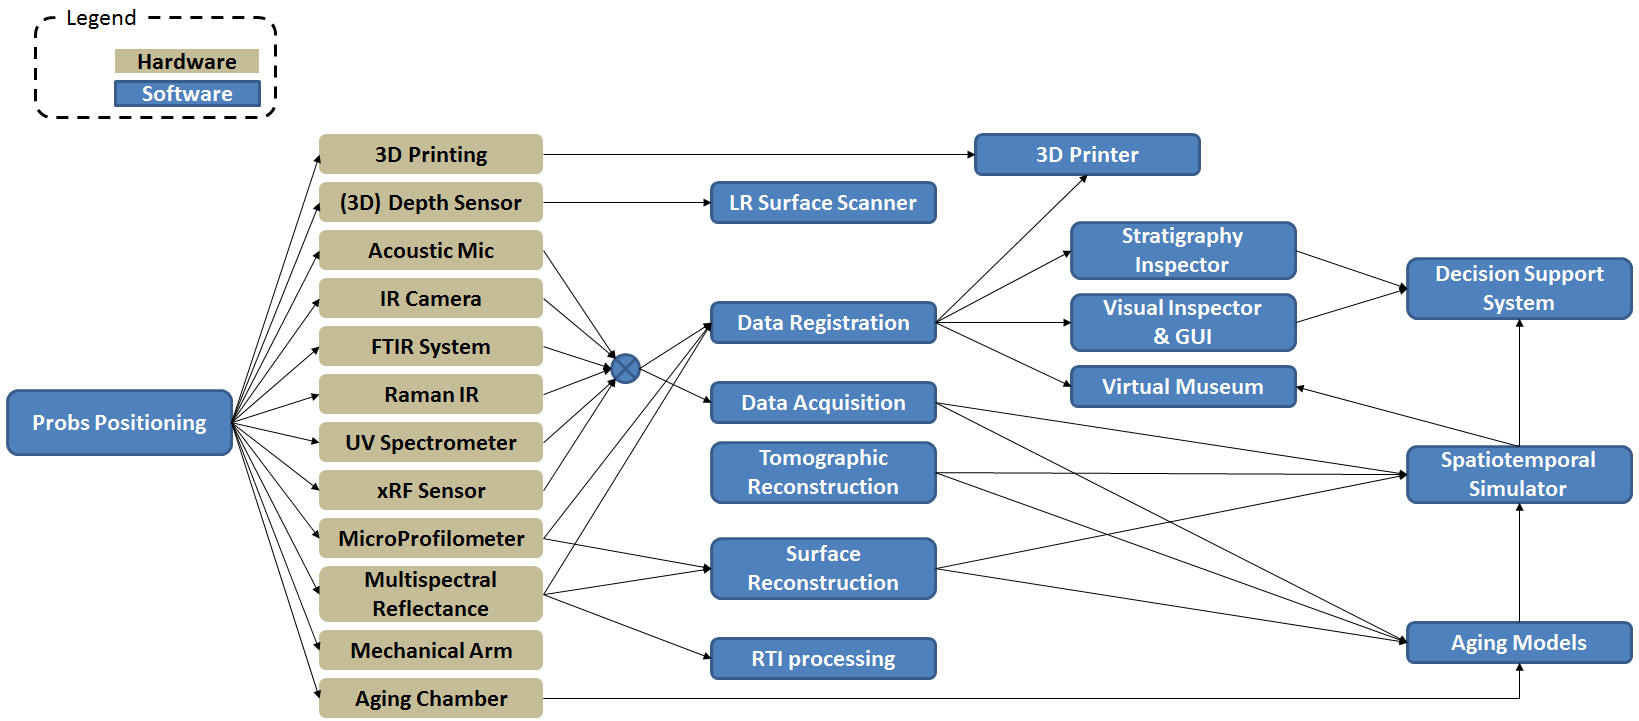 Legend
Hardware
Software
Probs Positioning
3D Printing
(3D) Depth Sensor
Acoustic Mic
IR Camera
FTIR System
Raman IR
UV Spectrometer
xRF Sensor
MicroProfilometer
Multispectral
Reflectance
Mechanical Arm
Aging Chamber
LR Surface Scanner
Data Registration
Data Acquisition
Tomographic
Reconstruction
Surface
Reconstruction
RTI processing
3D Printer
Stratigraphy
Inspector
Visual Inspector
& GUI
Virtual Museum
Decision Support
System
Spatiotemporal
Simulator
Aging Models